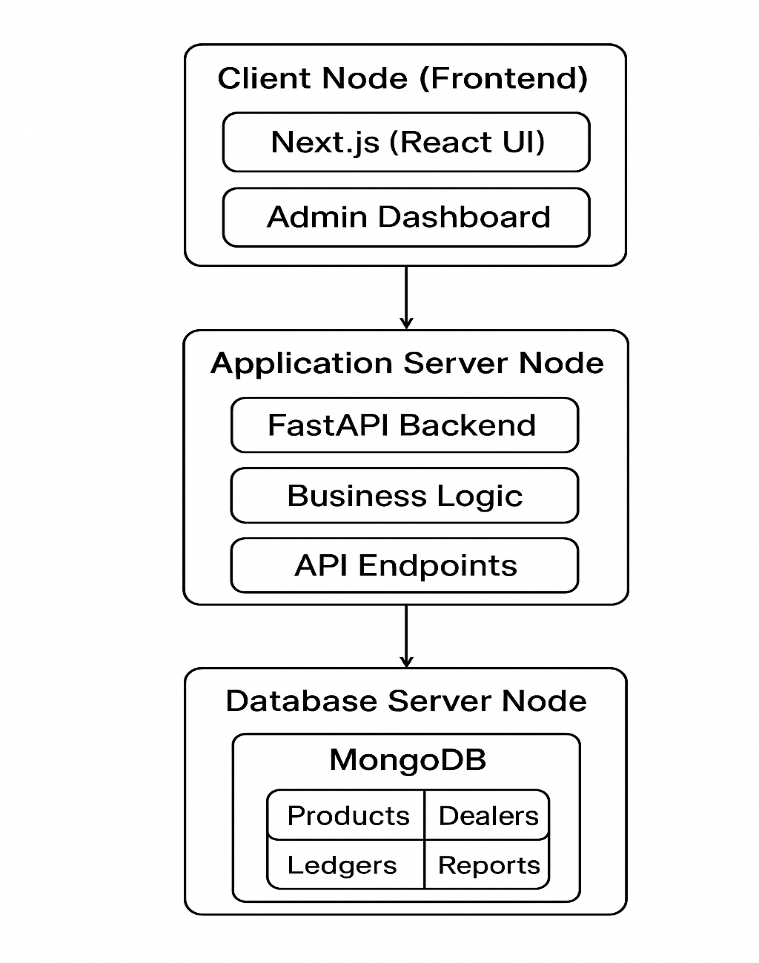 Client Node (Frontend)
Next.js (React UI)
Admin Dashboard
Application Server Node
FastAPI Backend
Business Logic
API Endpoints
Database Server Node
MongoDB
Products Dealers
Ledgers Reports